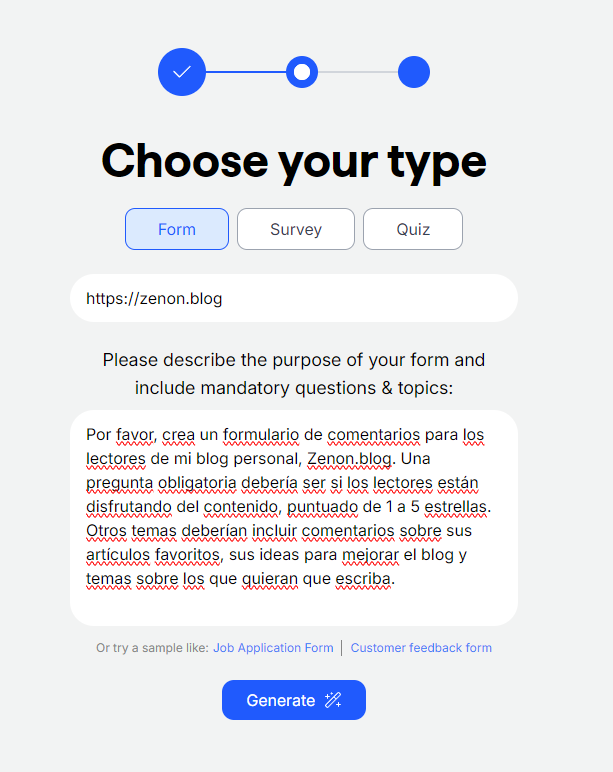 Choose your type
Form
Survey
Quiz
https://zenon.blog
Please describe the purpose of your form and
include mandatory questions & topics:
Por favor, crea un formulario de comentarios para los
lectores de mi blog personal, Zenon.blog. Una
pregunta obligatoria debería ser si los lectores están
disfrutando del contenido, puntuado de 1 a 5 estrellas.
Otros temas deberían incluir comentarios sobre sus
artículos favoritos, sus ideas para mejorar el blog y
temas sobre los que quieran que escriba.
Or try a sample like: Job Application Form | Customer feedback form
Generate